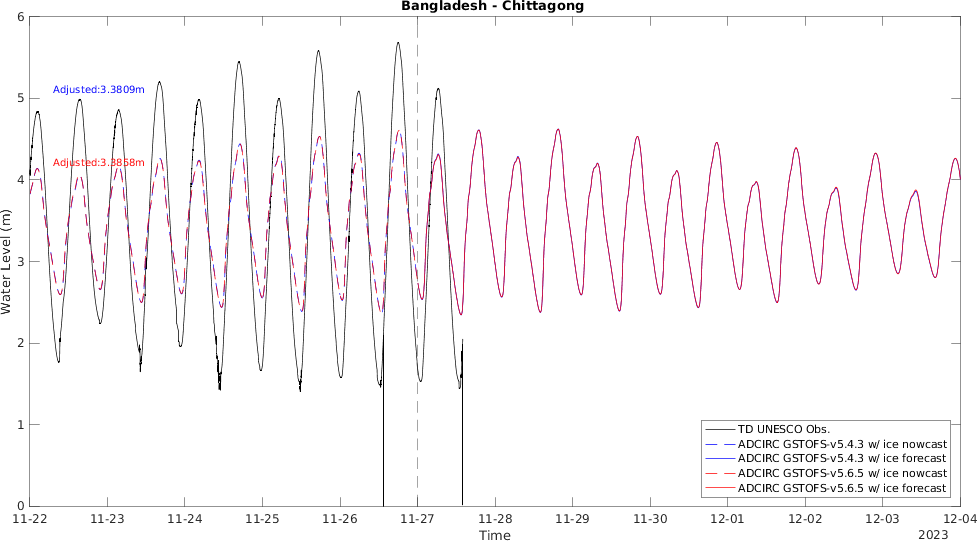 Bangladesh - Chittagong
6
5
4
3
2
1
0
Water Level (m)
Adjusted:3.3809m
Adjusted:3.3858m
TD UNESCO Obs.
ADCIRC GSTOFS-v5.4.3 w/ ice nowcast
ADCIRC GSTOFS-v5.4.3 w/ ice forecast
ADCIRC GSTOFS-v5.6.5 w/ ice nowcast
ADCIRC GSTOFS-v5.6.5 w/ ice forecast
11-22 11-23 11-24 11-25 11-26 11-27 11-28 11-29 11-30 12-01 12-02 12-03 12-04
Time
2023